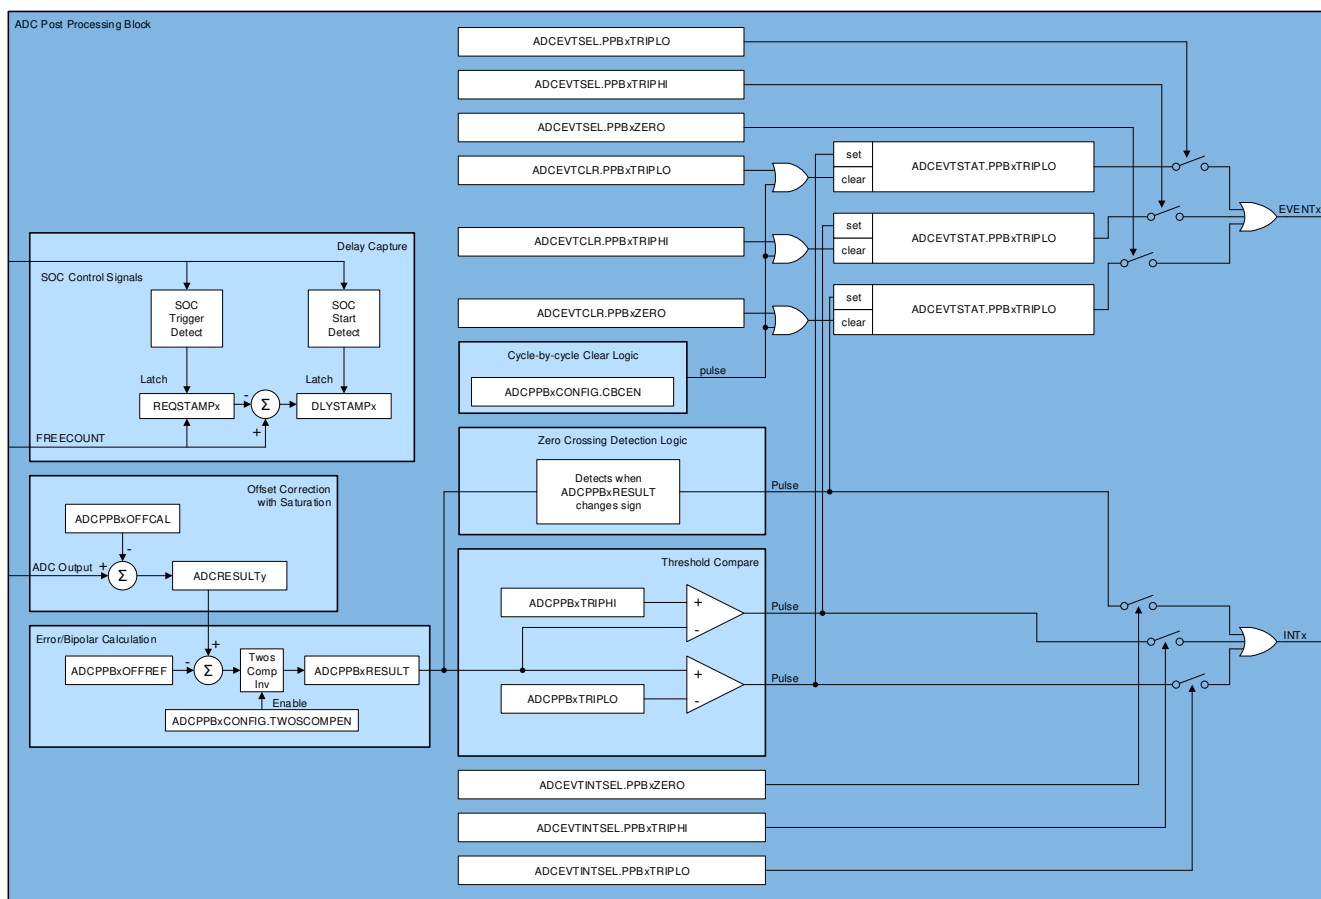 ADC Post Processing Block
ADCEVTSEL.PPBxTRIPLO
ADCEVTSEL.PPBxTRIPHI
ADCEVTSEL.PPBxZERO
ADCEVTCLR.PPBxTRIPLO
set
clear
ADCEVTSTAT.PPBxTRIPLO
EVENTx
ADCEVTCLR.PPBxTRIPHI
set
clear
ADCEVTSTAT.PPBxTRIPLO
ADCEVTCLR.PPBxZERO
set
clear
ADCEVTSTAT.PPBxTRIPLO
Delay Capture
SOC Control Signals
SOC
Trigger
Detect
SOC
Start
Detect
Latch
Latch
REQSTAMPx
-
Σ
+
DLYSTAMPx
FREECOUNT
Cycle-by-cycle Clear Logic
ADCPPBxCONFIG.CBCEN
pulse
Zero Crossing Detection Logic
Detects when
ADCPPBxRESULT
changes sign
Pulse
Offset Correction
with Saturation
ADCPPBxOFFCAL
-
ADC Output
+
Σ
ADCRESULTy
Threshold Compare
ADCPPBxTRIPHI
+
-
Pulse
ADCPPBxTRIPLO
+
-
Pulse
INTx
Error/Bipolar Calculation
+
ADCPPBxOFFREF
-
Σ
Twos
Comp
Inv
ADCPPBxRESULT
Enable
ADCPPBxCONFIG.TWOSCOMPEN
ADCEVTINTSEL.PPBxZERO
ADCEVTINTSEL.PPBxTRIPHI
ADCEVTINTSEL.PPBxTRIPLO